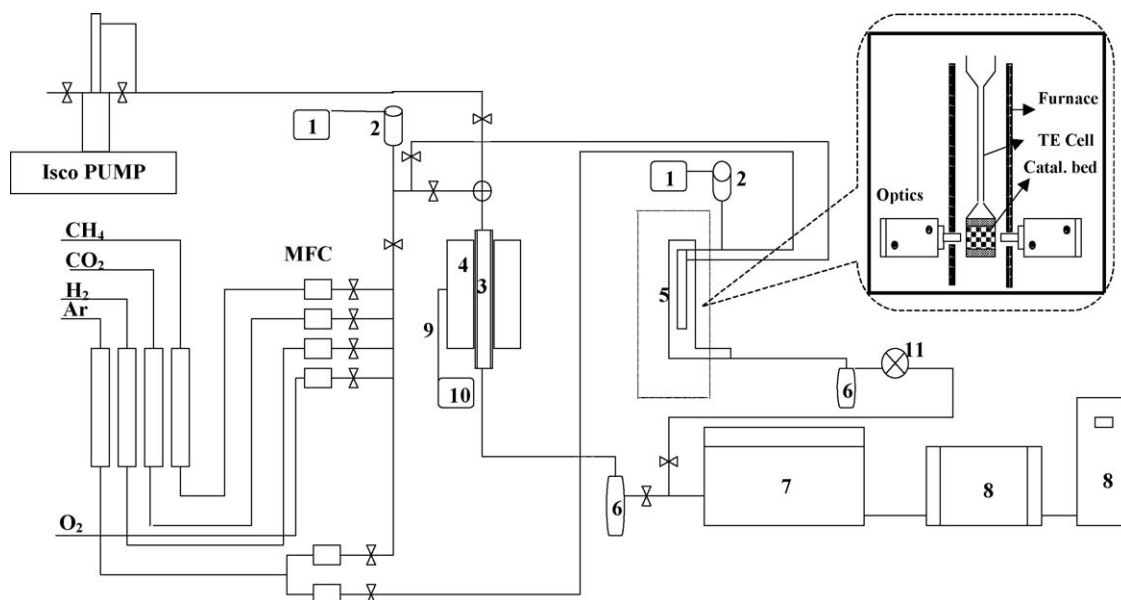 Isco PUMP
CH₄
CO₂
H₂
Ar
O₂
MFC
1
2
1
2
3
4
5
6
6
7
8
8
9
10
11
Furnace
TE Cell
Catal. bed
Optics